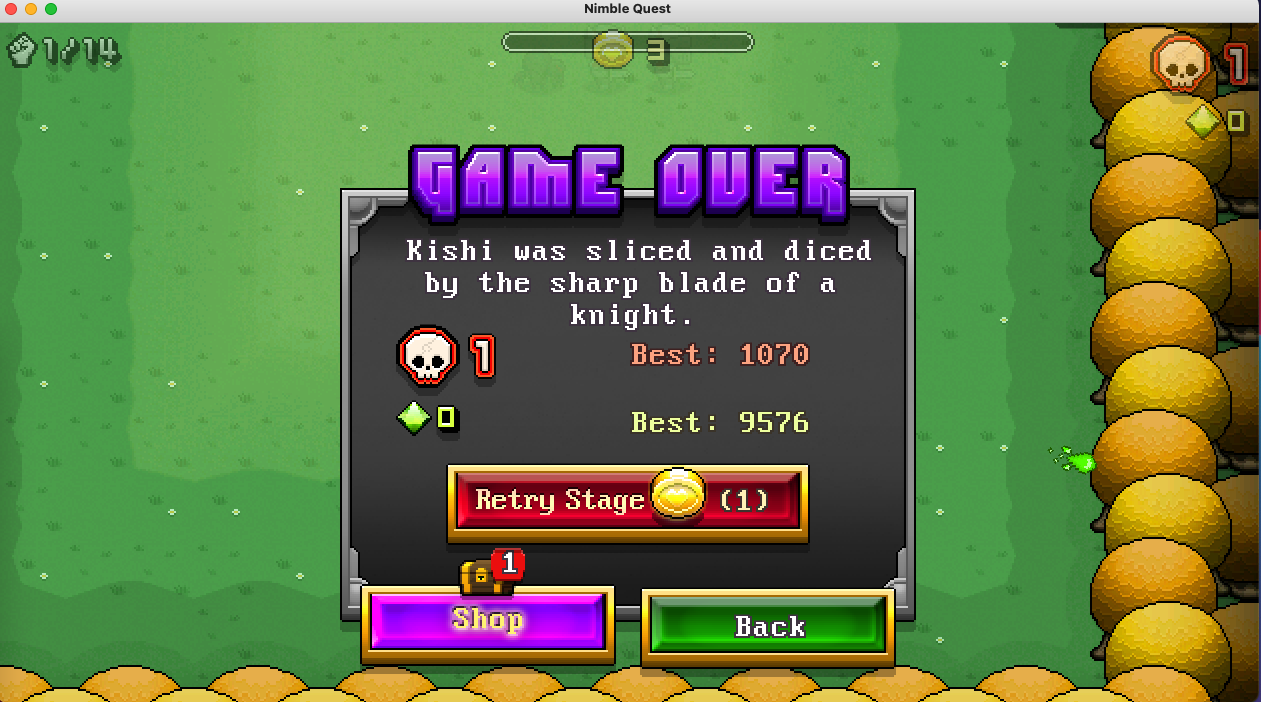 Nimble Quest
1/14
3
1
0
GAME OVER
Kishi was sliced and diced
by the sharp blade of a
knight.
1 Best: 1070
0 Best: 9576
Retry Stage (1)
1
Shop
Back